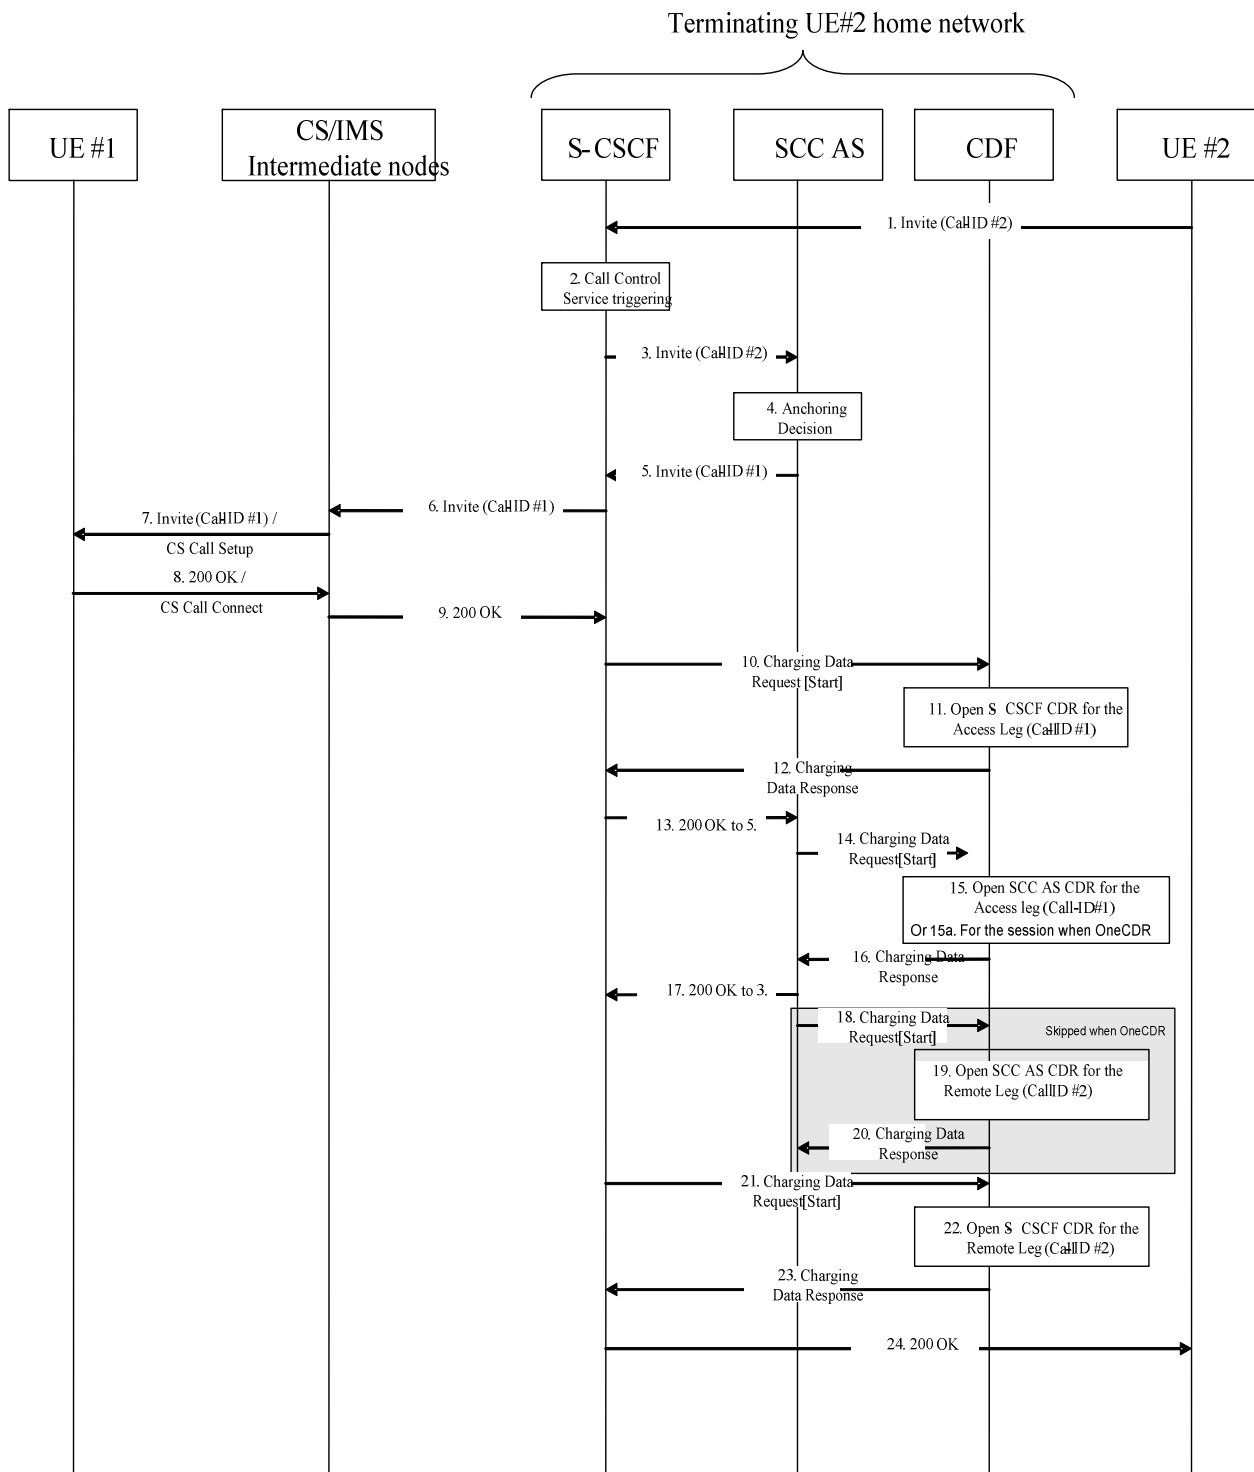 Terminating UE#2 home network
UE #1
CS/IMS
Intermediate nodes
S-CSCF
SCC AS
CDF
UE #2
1. Invite (Call-ID #2)
2. Call Control
Service triggering
3. Invite (Call-ID #2)
4. Anchoring
Decision
5. Invite (Call-ID #1)
6. Invite (Call-ID #1)
7. Invite (Call-ID #1) /
CS Call Setup
8. 200 OK /
CS Call Connect
9. 200 OK
10. Charging Data
Request [Start]
11. Open S-CSCF CDR for the
Access Leg (Call-ID #1)
12. Charging
Data Response
13. 200 OK to 5.
14. Charging Data
Request[Start]
15. Open SCC AS CDR for the
Access leg (Call-ID#1)
Or 15a. For the session when OneCDR
16. Charging Data
Response
17. 200 OK to 3.
18. Charging Data
Request[Start]
Skipped when OneCDR
19. Open SCC AS CDR for the
Remote Leg (Call-ID #2)
20. Charging Data
Response
21. Charging Data
Request[Start]
22. Open S-CSCF CDR for the
Remote Leg (Call-ID #2)
23. Charging
Data Response
24. 200 OK